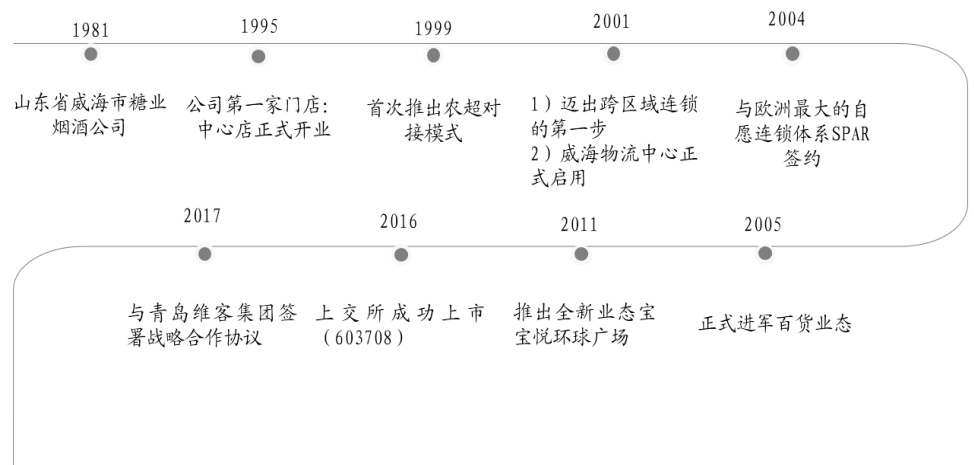 1981
山东省威海市糖业
烟酒公司
1995
公司第一家门店:
中心店正式开业
1999
首次推出农超对
接模式
2001
1）迈出跨区域连锁
的第一步
2）威海物流中心正
式启用
2004
与欧洲最大的自
愿连锁体系SPAR
签约
2005
正式进军百货业态
2011
推出全新业态宝
宝悦环球广场
2016
上交所成功上市
（603708）
2017
与青岛维客集团签
署战略合作协议